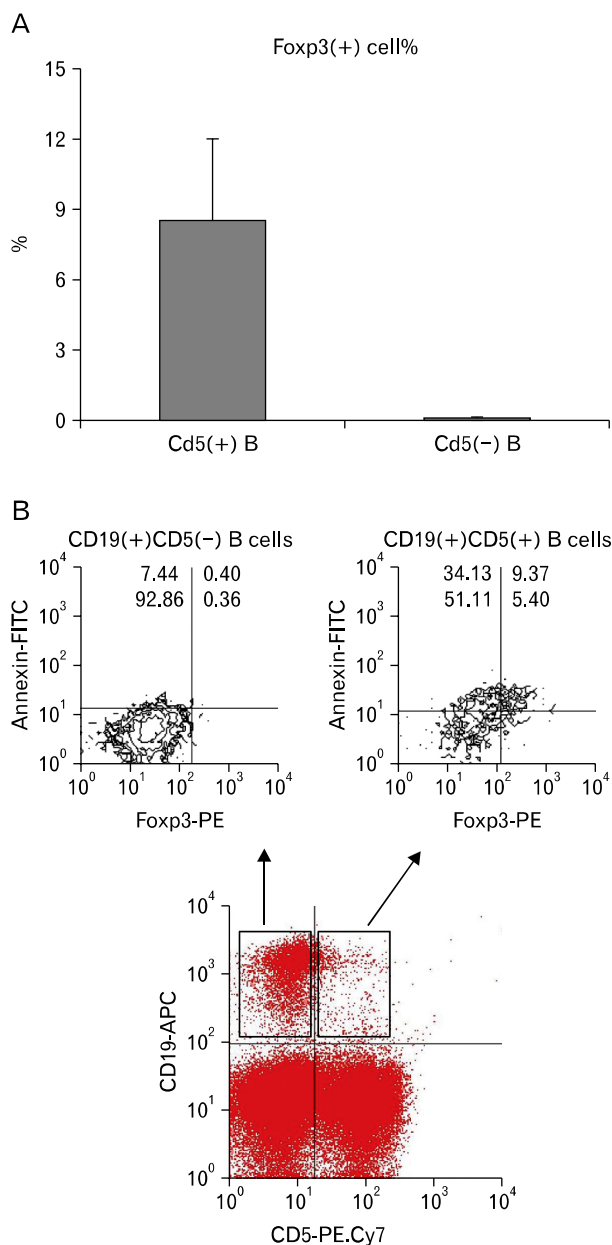 A
Foxp3(+) cell%
15
12
9
6
3
0
%
Cd5(+) B
Cd5(−) B
B
CD19(+)CD5(−) B cells
10⁴
10³
10²
10¹
10⁰
Annexin-FITC
7.44 0.40
92.86 0.36
10⁰ 10¹ 10² 10³ 10⁴
Foxp3-PE
CD19(+)CD5(+) B cells
10⁴
10³
10²
10¹
10⁰
Annexin-FITC
34.13 9.37
51.11 5.40
10⁰ 10¹ 10² 10³ 10⁴
Foxp3-PE
10⁴
10³
10²
10¹
10⁰
CD19-APC
10⁰ 10¹ 10² 10³ 10⁴
CD5-PE.Cy7